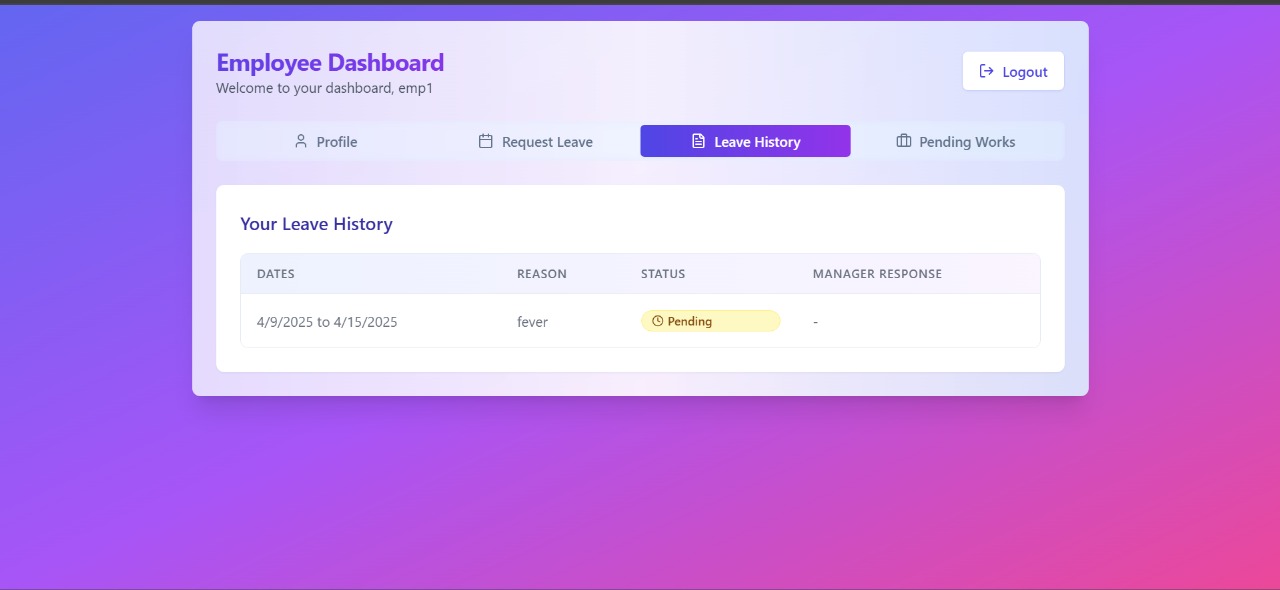 Employee Dashboard
Welcome to your dashboard, emp1
Logout
Profile
Request Leave
Leave History
Pending Works
Your Leave History
DATES REASON STATUS MANAGER RESPONSE
4/9/2025 to 4/15/2025 fever Pending -